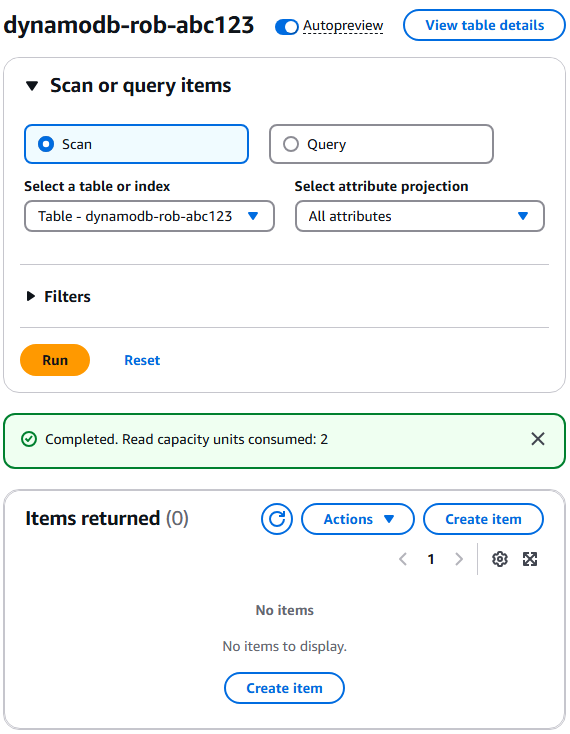 dynamodb-rob-abc123 Autopreview View table details
Scan or query items
Scan Query
Select a table or index Select attribute projection
Table - dynamodb-rob-abc123 All attributes
Filters
Run Reset
Completed. Read capacity units consumed: 2
Items returned (0) Actions Create item
1
No items
No items to display.
Create item